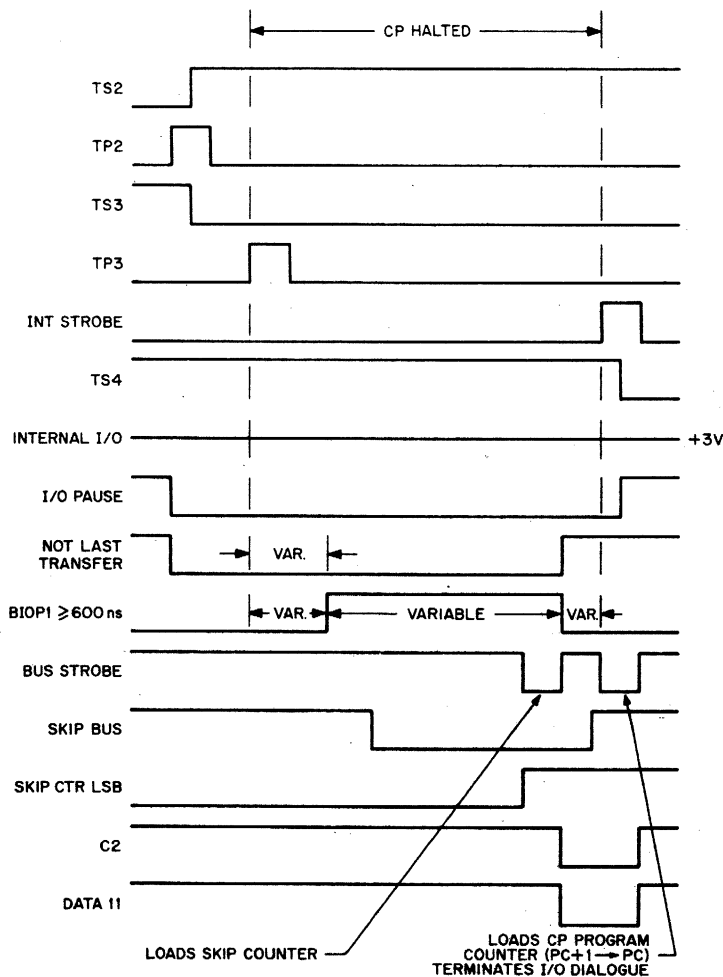 CP HALTED
TS2
TP2
TS3
TP3
INT STROBE
TS4
INTERNAL I/O
+3V
I/O PAUSE
NOT LAST
TRANSFER
VAR.
BIOP1 ⩾600 ns
VAR.
VARIABLE
VAR.
BUS STROBE
SKIP BUS
SKIP CTR LSB
C2
DATA 11
LOADS SKIP COUNTER
LOADS CP PROGRAM
COUNTER (PC+1→PC)
TERMINATES I/O DIALOGUE